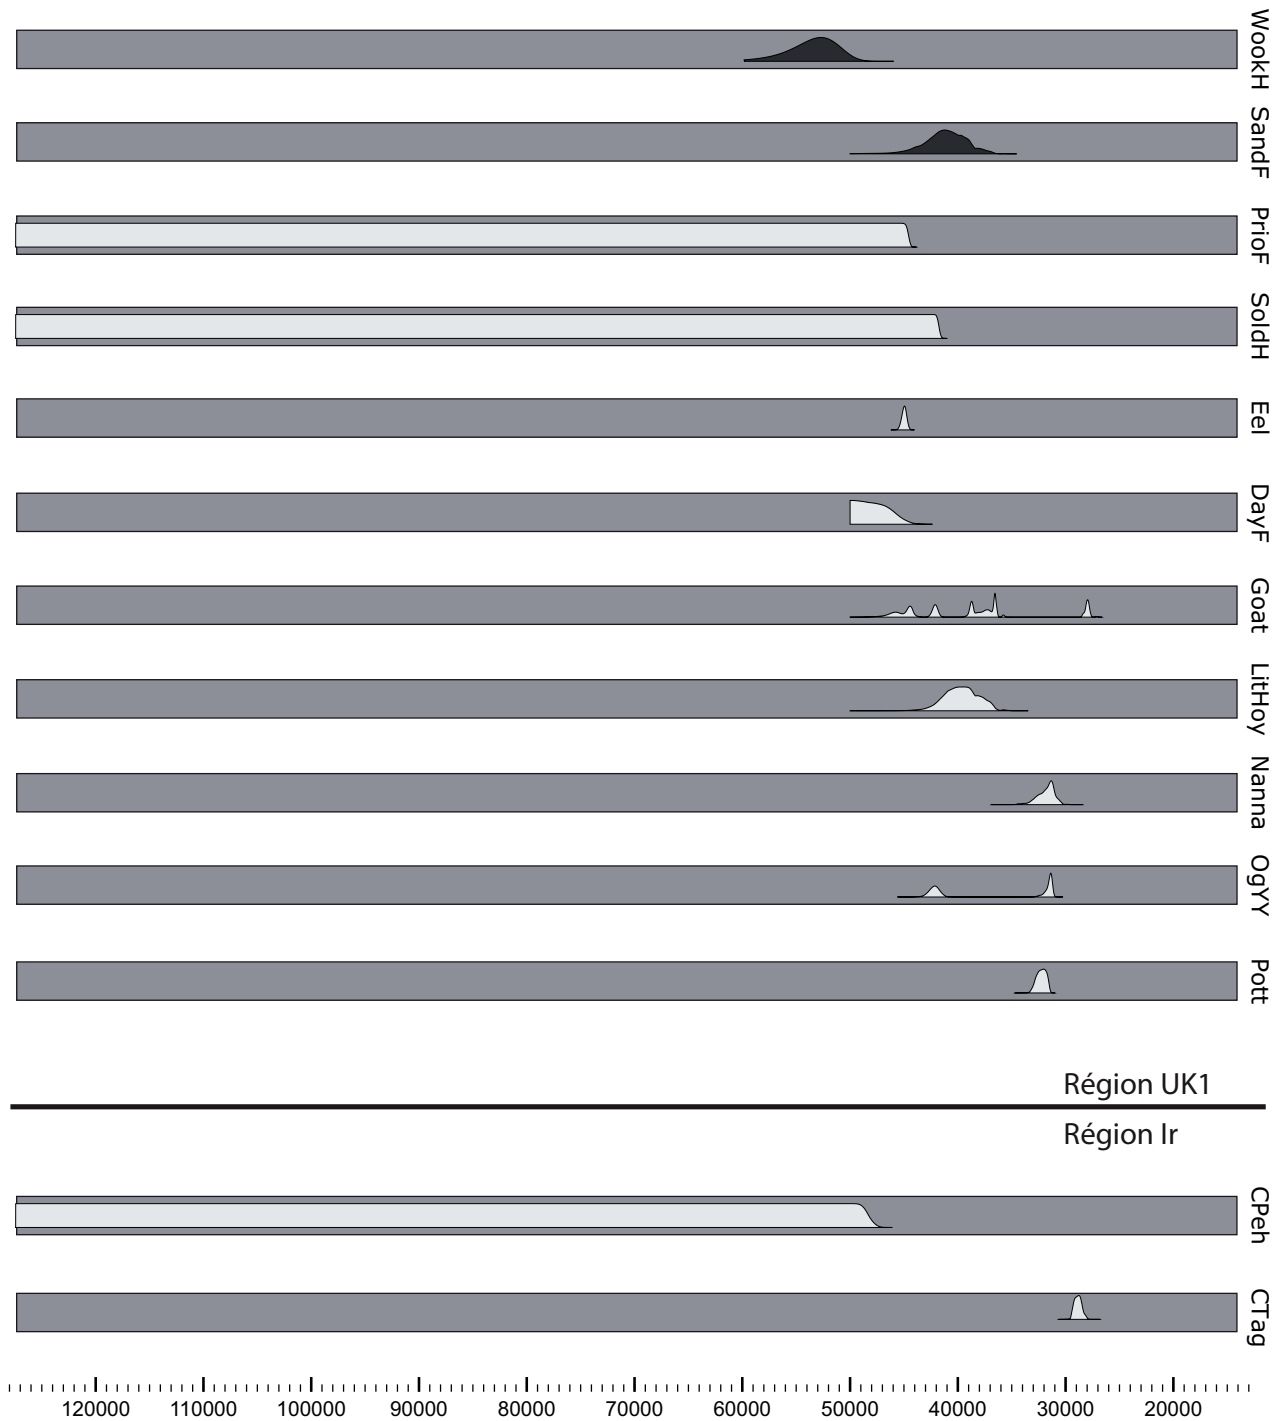 WookH
SandF
PrioF
SoldH
Eel
DayF
Goat
LitHoy
Nanna
OgYY
Pott
Région UK1
Région Ir
CPeh
CTag
120000 110000 100000 90000 80000 70000 60000 50000 40000 30000 20000